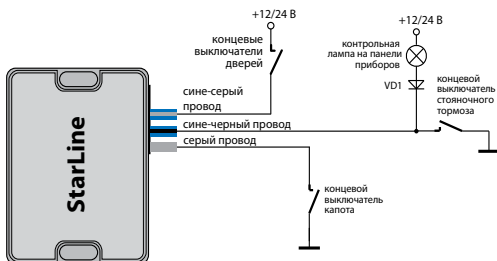 +12/24 В
+12/24 В
концевые
выключатели
дверей
контрольная
лампа на панели
приборов
VD1
концевой
выключатель
стояночного
тормоза
сине-серый
провод
сине-черный провод
серый провод
StarLine
концевой
выключатель
капота